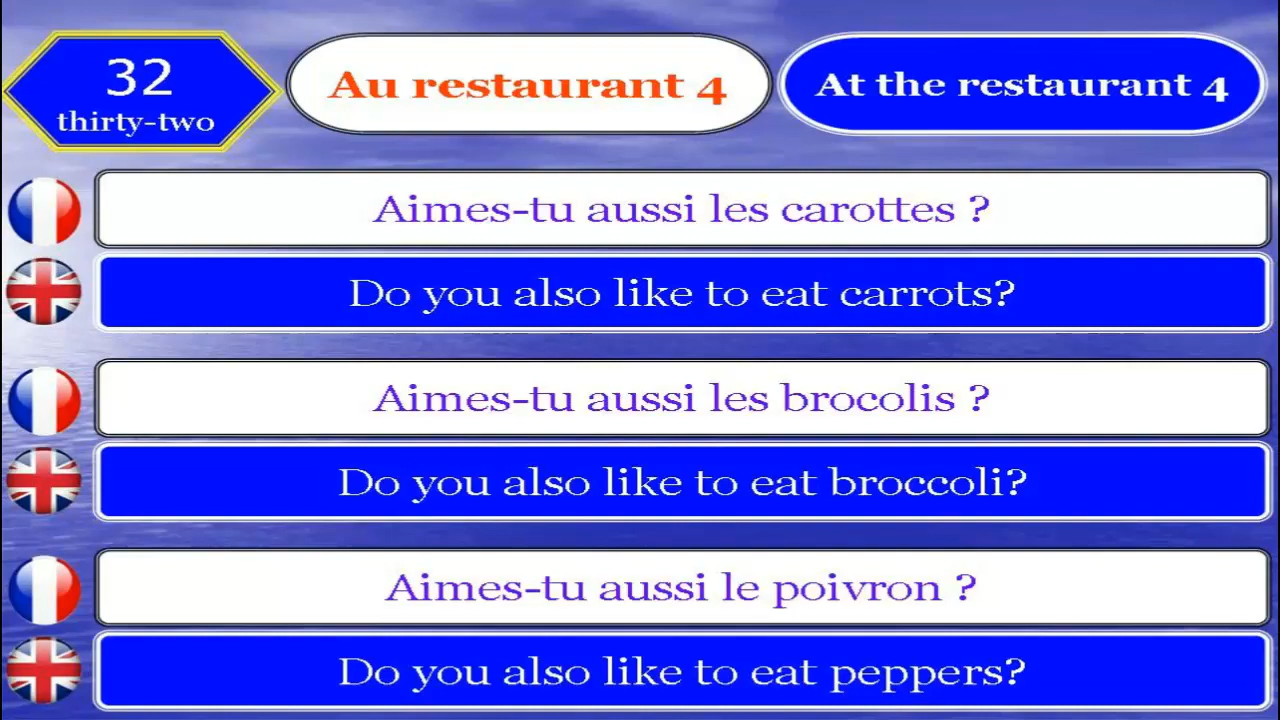 32
thirty-two
Au restaurant 4
At the restaurant 4
Aimes-tu aussi les carottes ?
Do you also like to eat carrots?
Aimes-tu aussi les brocolis ?
Do you also like to eat broccoli?
Aimes-tu aussi le poivron ?
Do you also like to eat peppers?